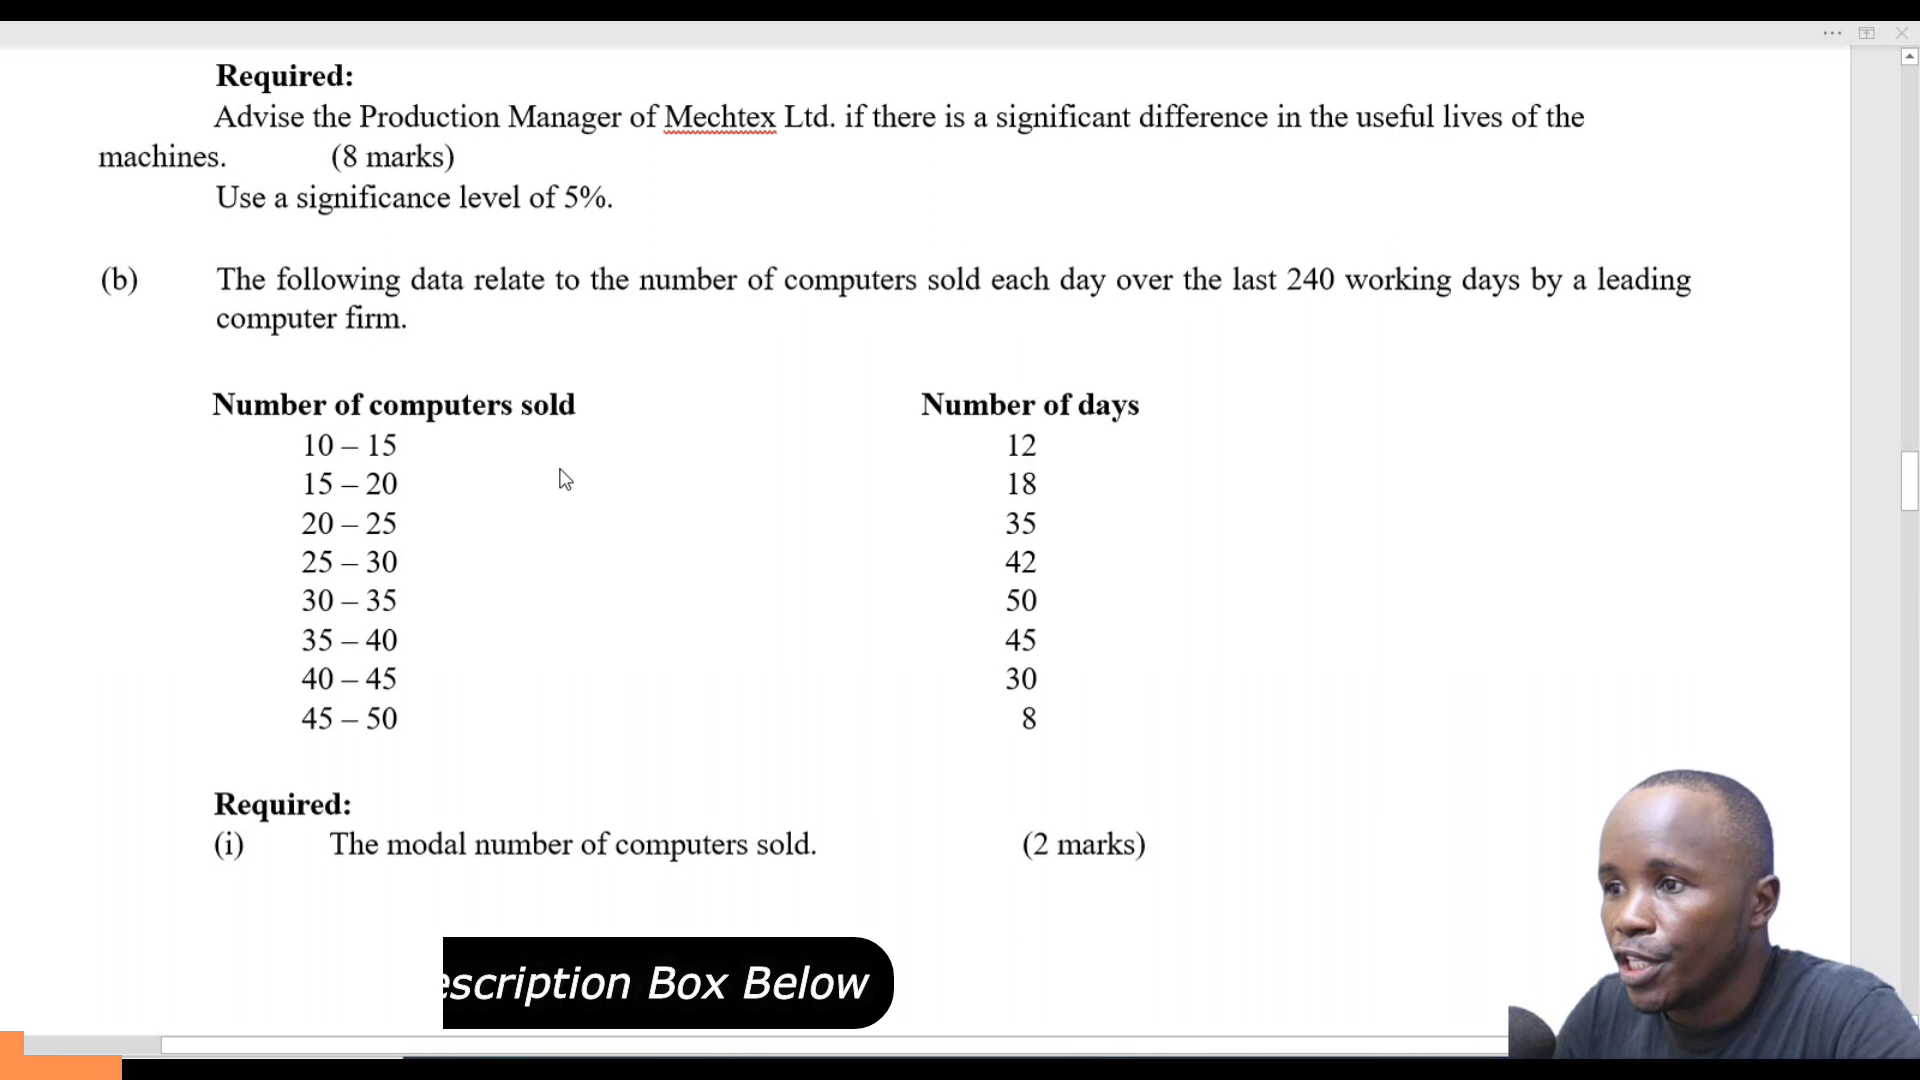 Required:
Advise the Production Manager of Mechtex Ltd. if there is a significant difference in the useful lives of the
machines. (8 marks)
Use a significance level of 5%.
(b) The following data relate to the number of computers sold each day over the last 240 working days by a leading
computer firm.
Number of computers sold Number of days
10 – 15 12
15 – 20 18
20 – 25 35
25 – 30 42
30 – 35 50
35 – 40 45
40 – 45 30
45 – 50 8
Required:
(i) The modal number of computers sold. (2 marks)
Box Below